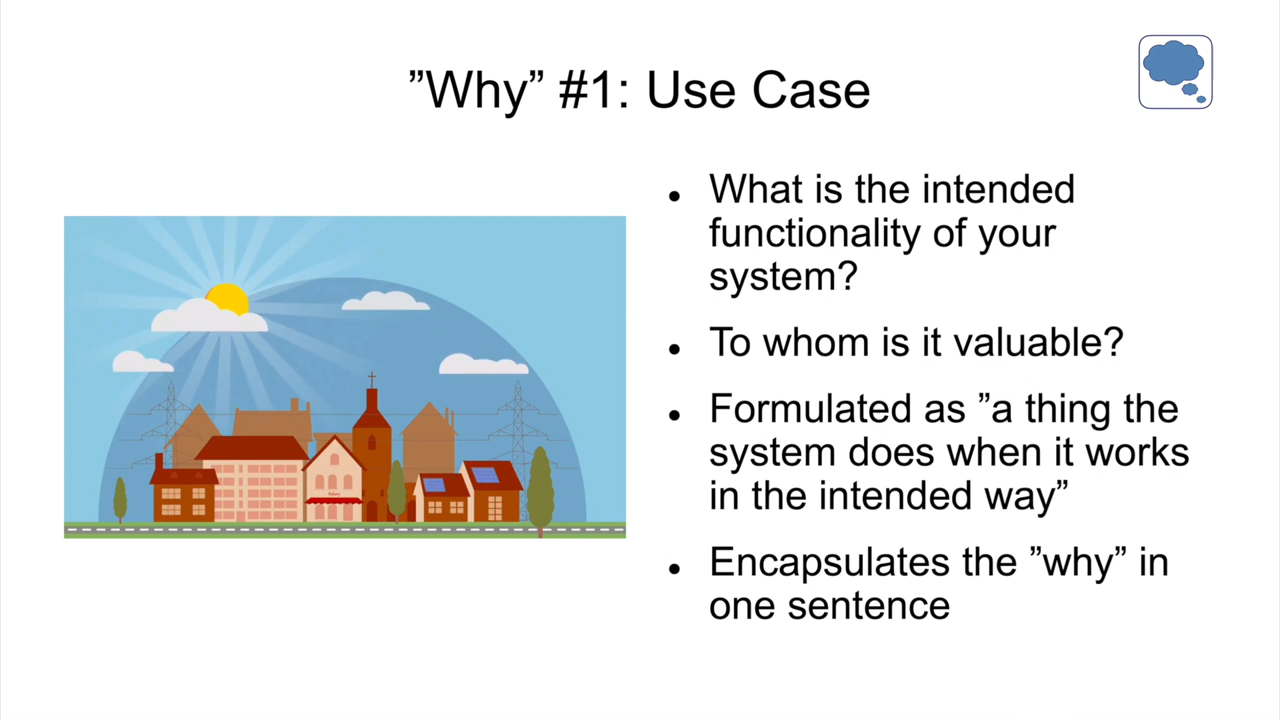 ”Why” #1: Use Case
What is the intended
functionality of your
system?
To whom is it valuable?
Formulated as ”a thing the
system does when it works
in the intended way”
Encapsulates the ”why” in
one sentence
Bakery